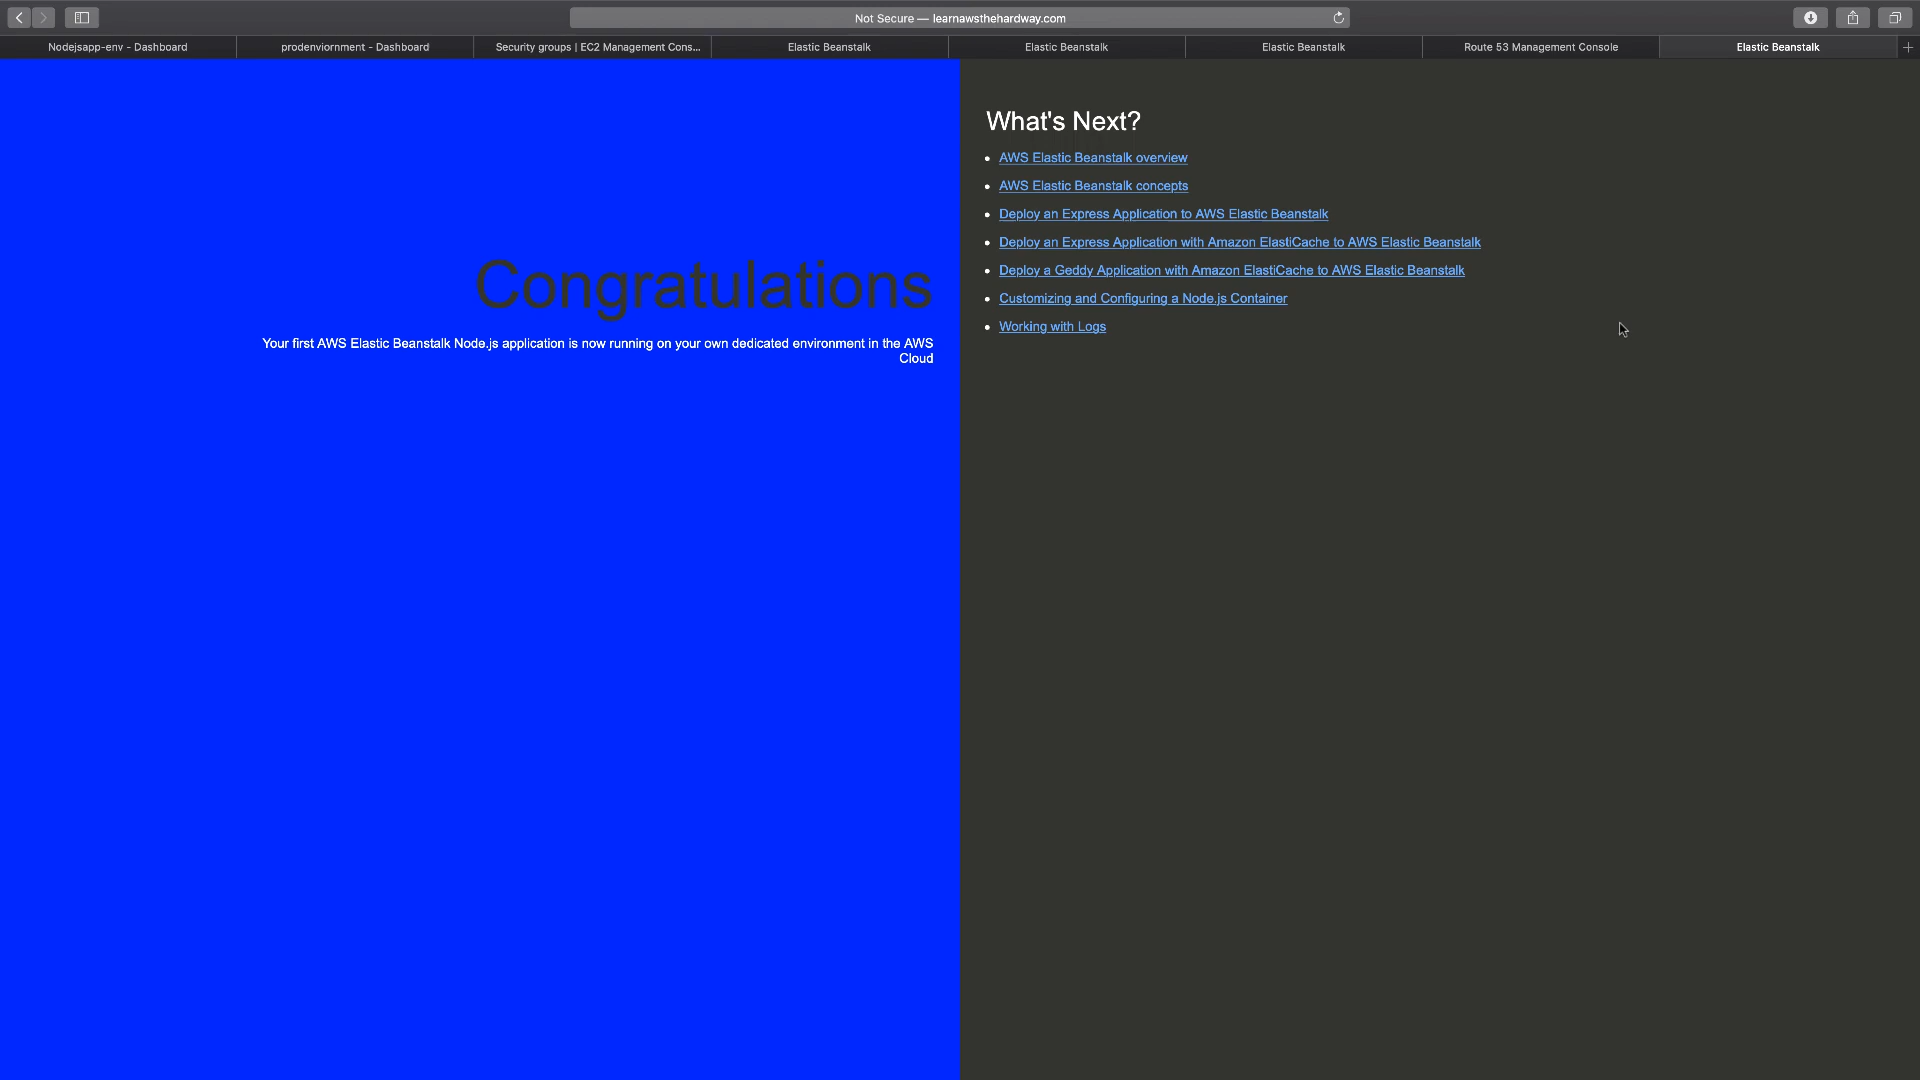 Not Secure — learnawsthehardway.com
Nodejsapp-env - Dashboard
prodenviornment - Dashboard
Security groups | EC2 Management Cons...
Elastic Beanstalk
Elastic Beanstalk
Elastic Beanstalk
Route 53 Management Console
Elastic Beanstalk
Congratulations
Your first AWS Elastic Beanstalk Node.js application is now running on your own dedicated environment in the AWS
Cloud
What's Next?
AWS Elastic Beanstalk overview
AWS Elastic Beanstalk concepts
Deploy an Express Application to AWS Elastic Beanstalk
Deploy an Express Application with Amazon ElastiCache to AWS Elastic Beanstalk
Deploy a Geddy Application with Amazon ElastiCache to AWS Elastic Beanstalk
Customizing and Configuring a Node.js Container
Working with Logs